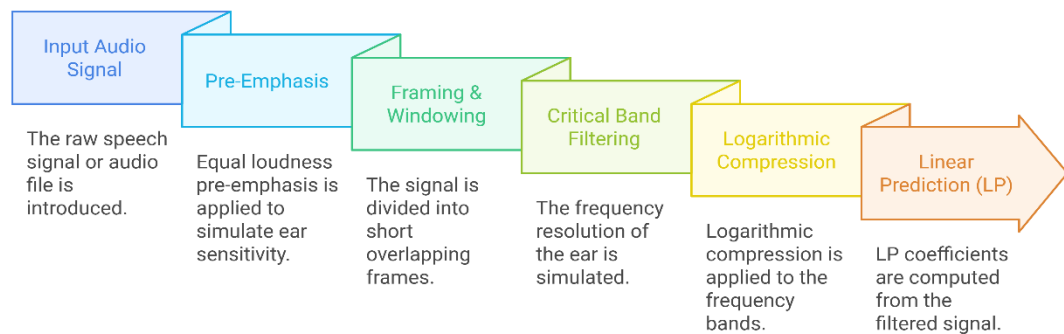 Input Audio
Signal
The raw speech
signal or audio
file is
introduced.
Pre-Emphasis
Equal loudness
pre-emphasis is
applied to
simulate ear
sensitivity.
Framing &
Windowing
The signal is
divided into
short
overlapping
frames.
Critical Band
Filtering
The frequency
resolution of
the ear is
simulated.
Logarithmic
Compression
Logarithmic
compression is
applied to the
frequency
bands.
Linear
Prediction (LP)
LP coefficients
are computed
from the
filtered signal.